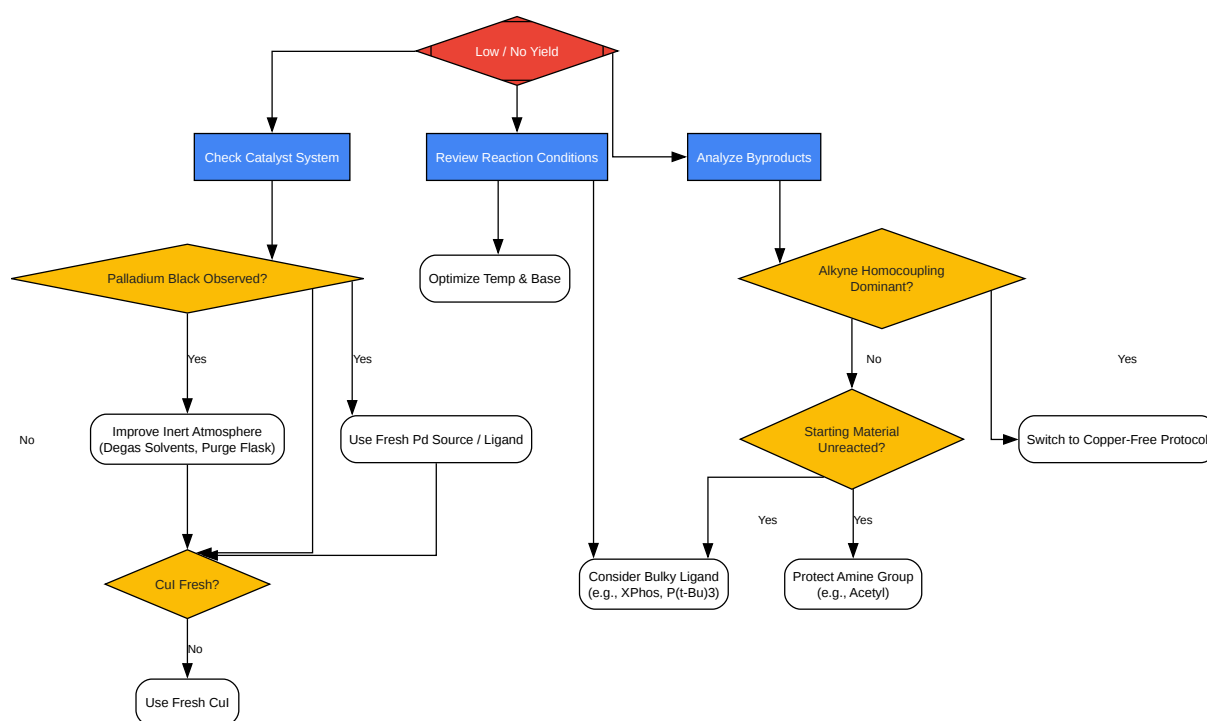 Low / No Yield
Check Catalyst System
Review Reaction Conditions
Analyze Byproducts
Palladium Black Observed?
Optimize Temp & Base
Alkyne Homocoupling
Dominant?
Yes
Yes
No
Yes
No
Improve Inert Atmosphere
(Degas Solvents, Purge Flask)
Use Fresh Pd Source / Ligand
Starting Material
Unreacted?
Switch to Copper-Free Protocol
Yes
Yes
CuI Fresh?
Consider Bulky Ligand
(e.g., XPhos, P(t-Bu)3)
Protect Amine Group
(e.g., Acetyl)
No
Use Fresh CuI